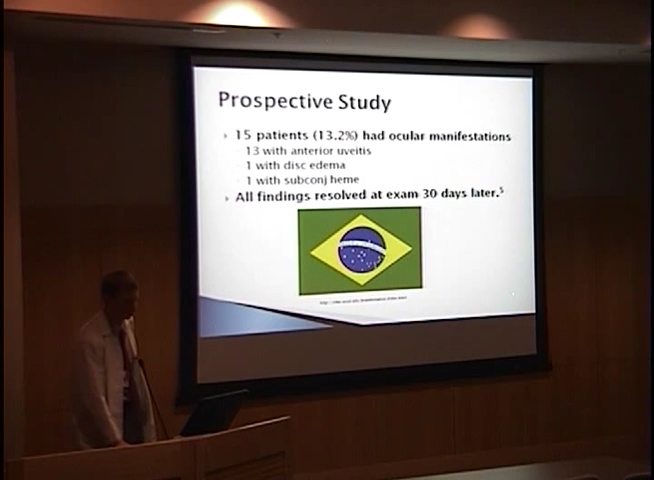 Prospective Study
15 patients (13.2%) had ocular manifestations
13 with anterior uveitis
1 with disc edema
1 with subconj heme
All findings resolved at exam 30 days later.5